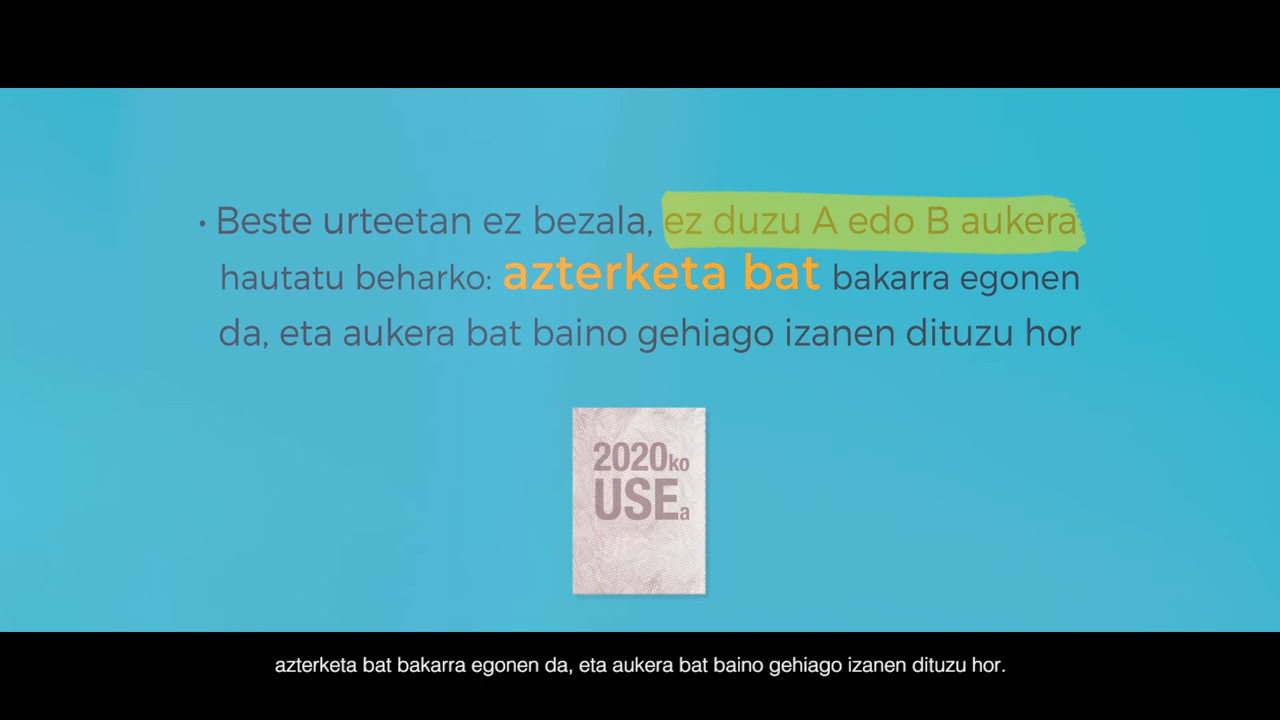 • Beste urteetan ez bezala, ez duzu A edo B aukera
hautatu beharko: azterketa bat bakarra egonen
da, eta aukera bat baino gehiago izanen dituzu hor
2020ko
USEa
azterketa bat bakarra egonen da, eta aukera bat baino gehiago izanen dituzu hor.